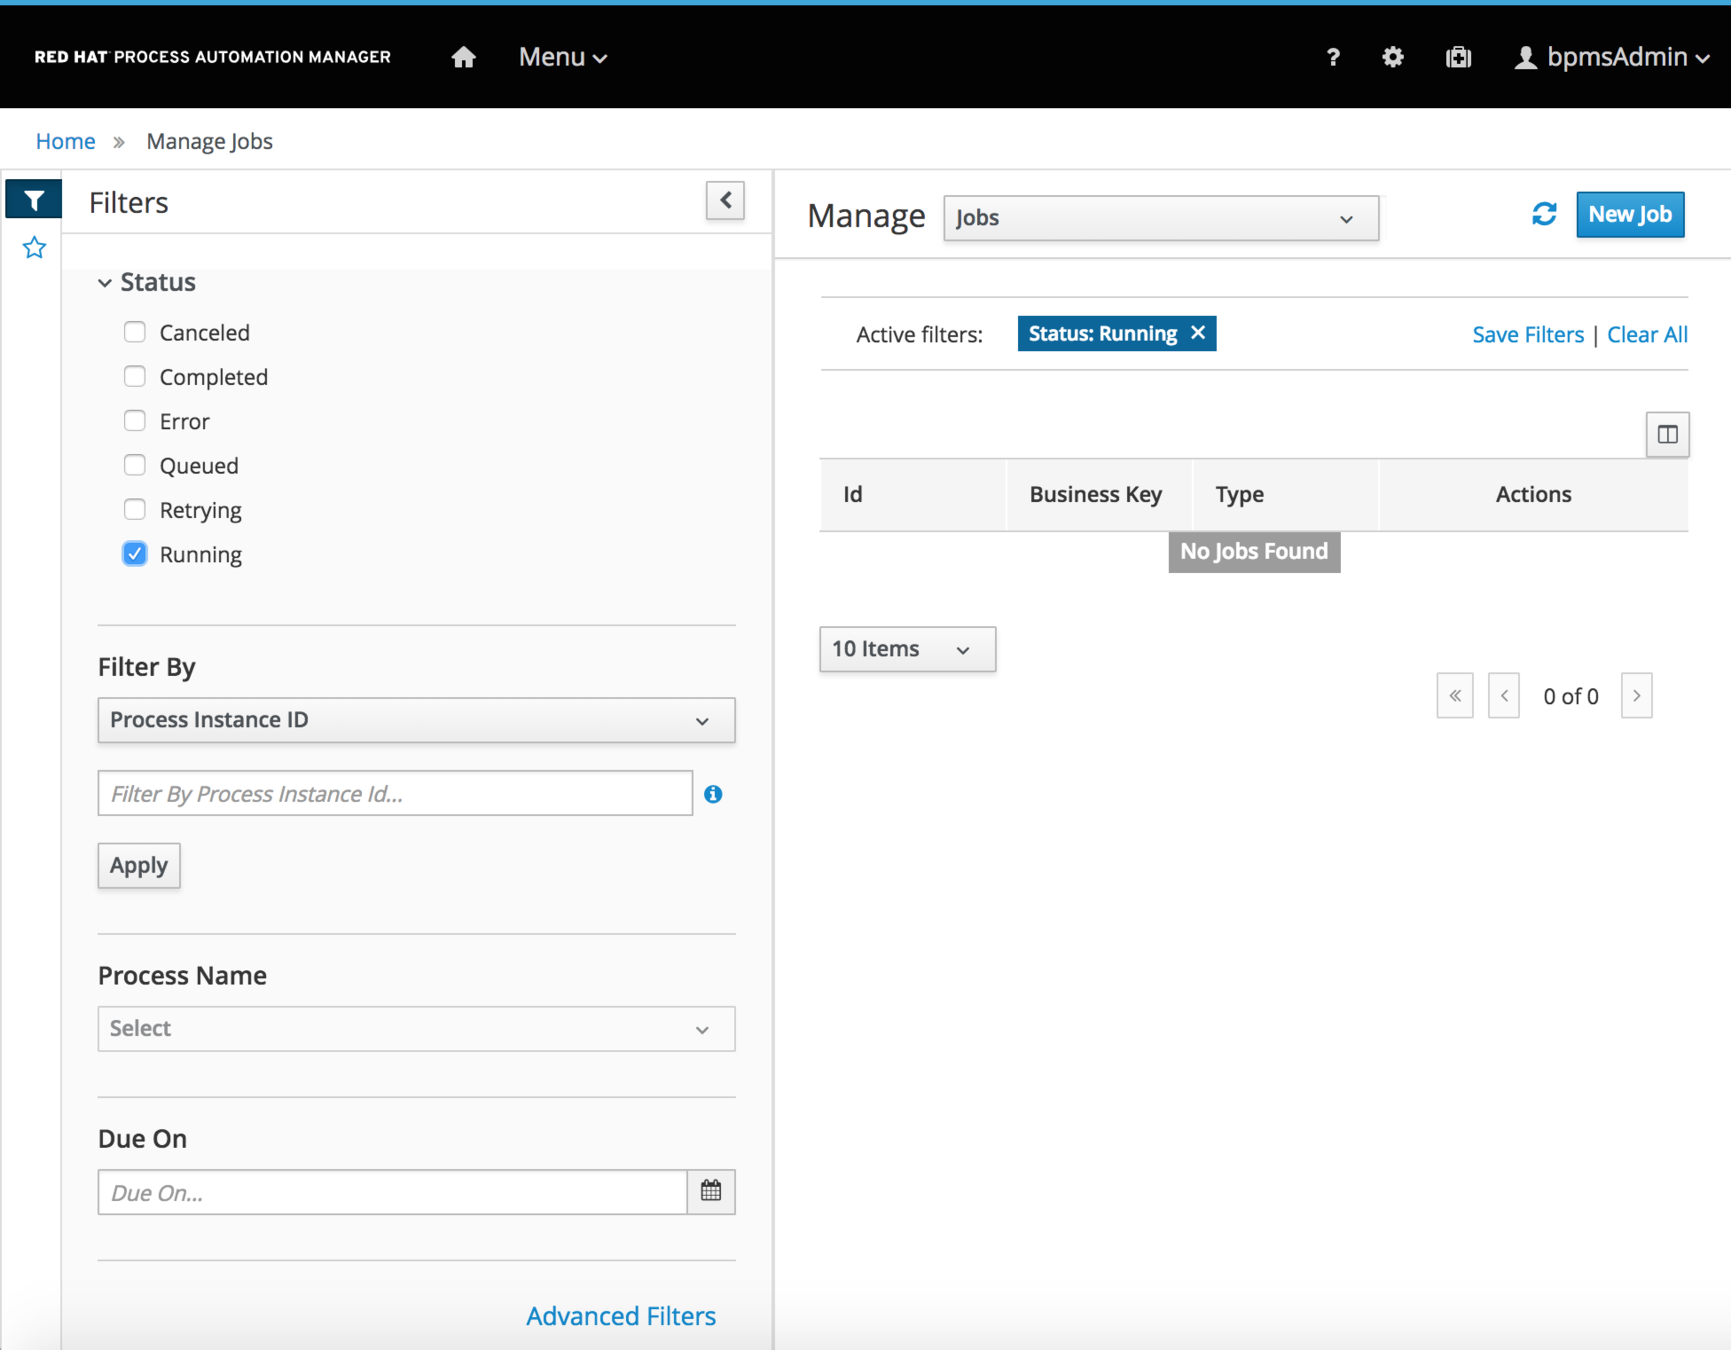 RED HAT PROCESS AUTOMATION MANAGER
Menu
?
bpmsAdmin
Home » Manage Jobs
Filters
Status
Canceled
Completed
Error
Queued
Retrying
Running
Filter By
Process Instance ID
Filter By Process Instance Id...
Apply
Process Name
Select
Due On
Due On...
Advanced Filters
Manage
Jobs
New Job
Active filters:
Status: Running ✕
Save Filters | Clear All
Id
Business Key
Type
Actions
No Jobs Found
10 Items
« ‹ 0 of 0 ›